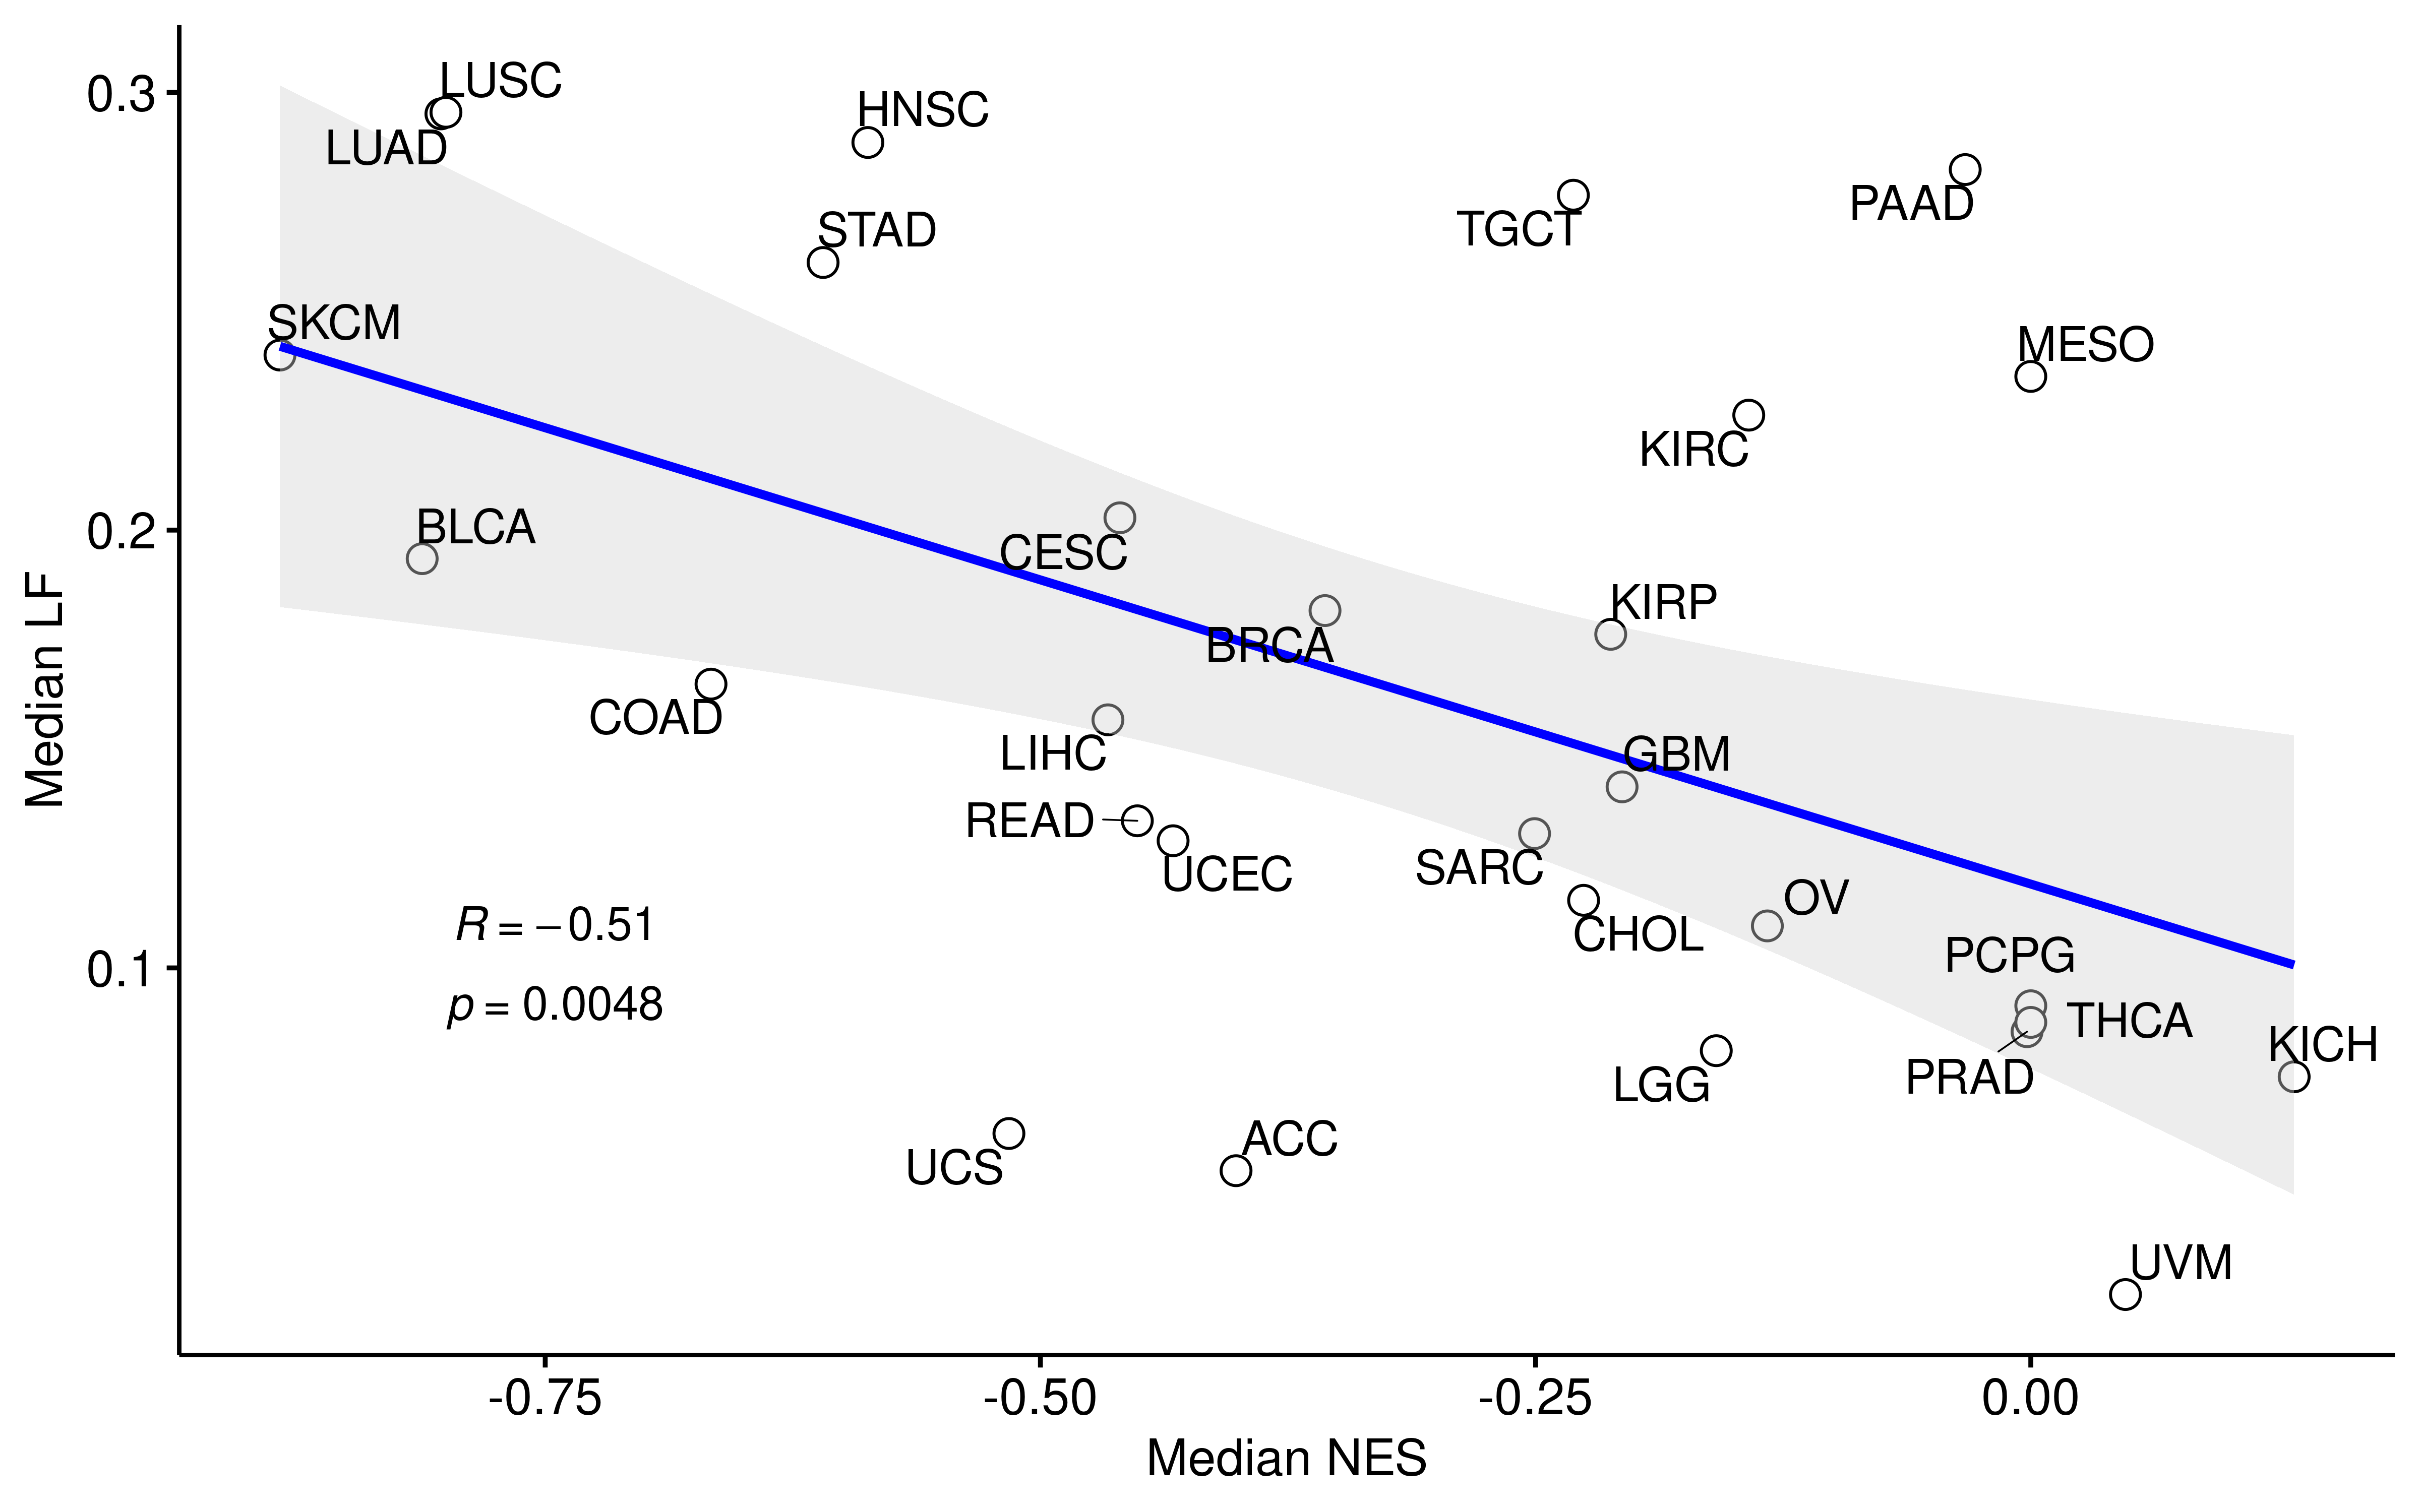 LUSC
0.3
HNSC
LUAD
PAAD
STAD
TGCT
SKCM
MESO
KIRC
BLCA
0.2
CESC
KIRP
BRCA
Median LF
COAD
LIHC
GBM
READ
UCEC
SARC
OV
R = −0.51
CHOL
PCPG
0.1
p = 0.0048
THCA
KICH
PRAD
LGG
ACC
UCS
UVM
-0.75 -0.50 -0.25 0.00
Median NES